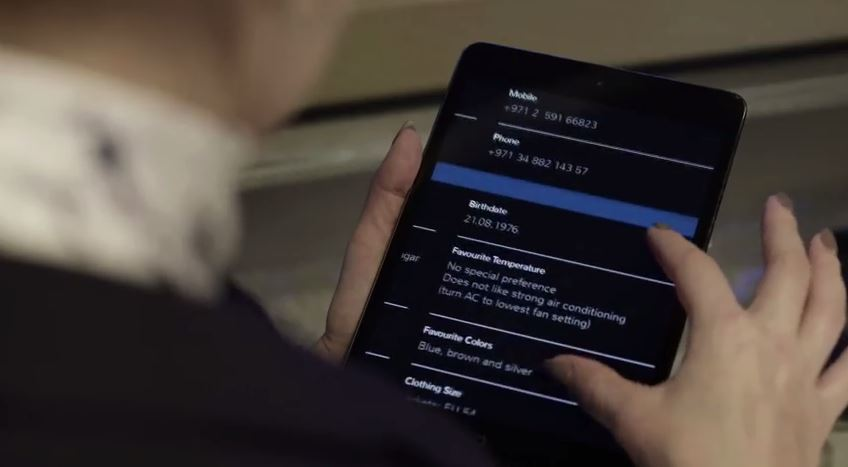 Mobile
+971 2 591 66823
Phone
+971 34 882 143 57
Birthdate
21.08.1976
gar
Favourite Temperature
No special preference
Does not like strong air conditioning
(turn AC to lowest fan setting)
Favourite Colors
Blue, brown and silver
Clothing Size